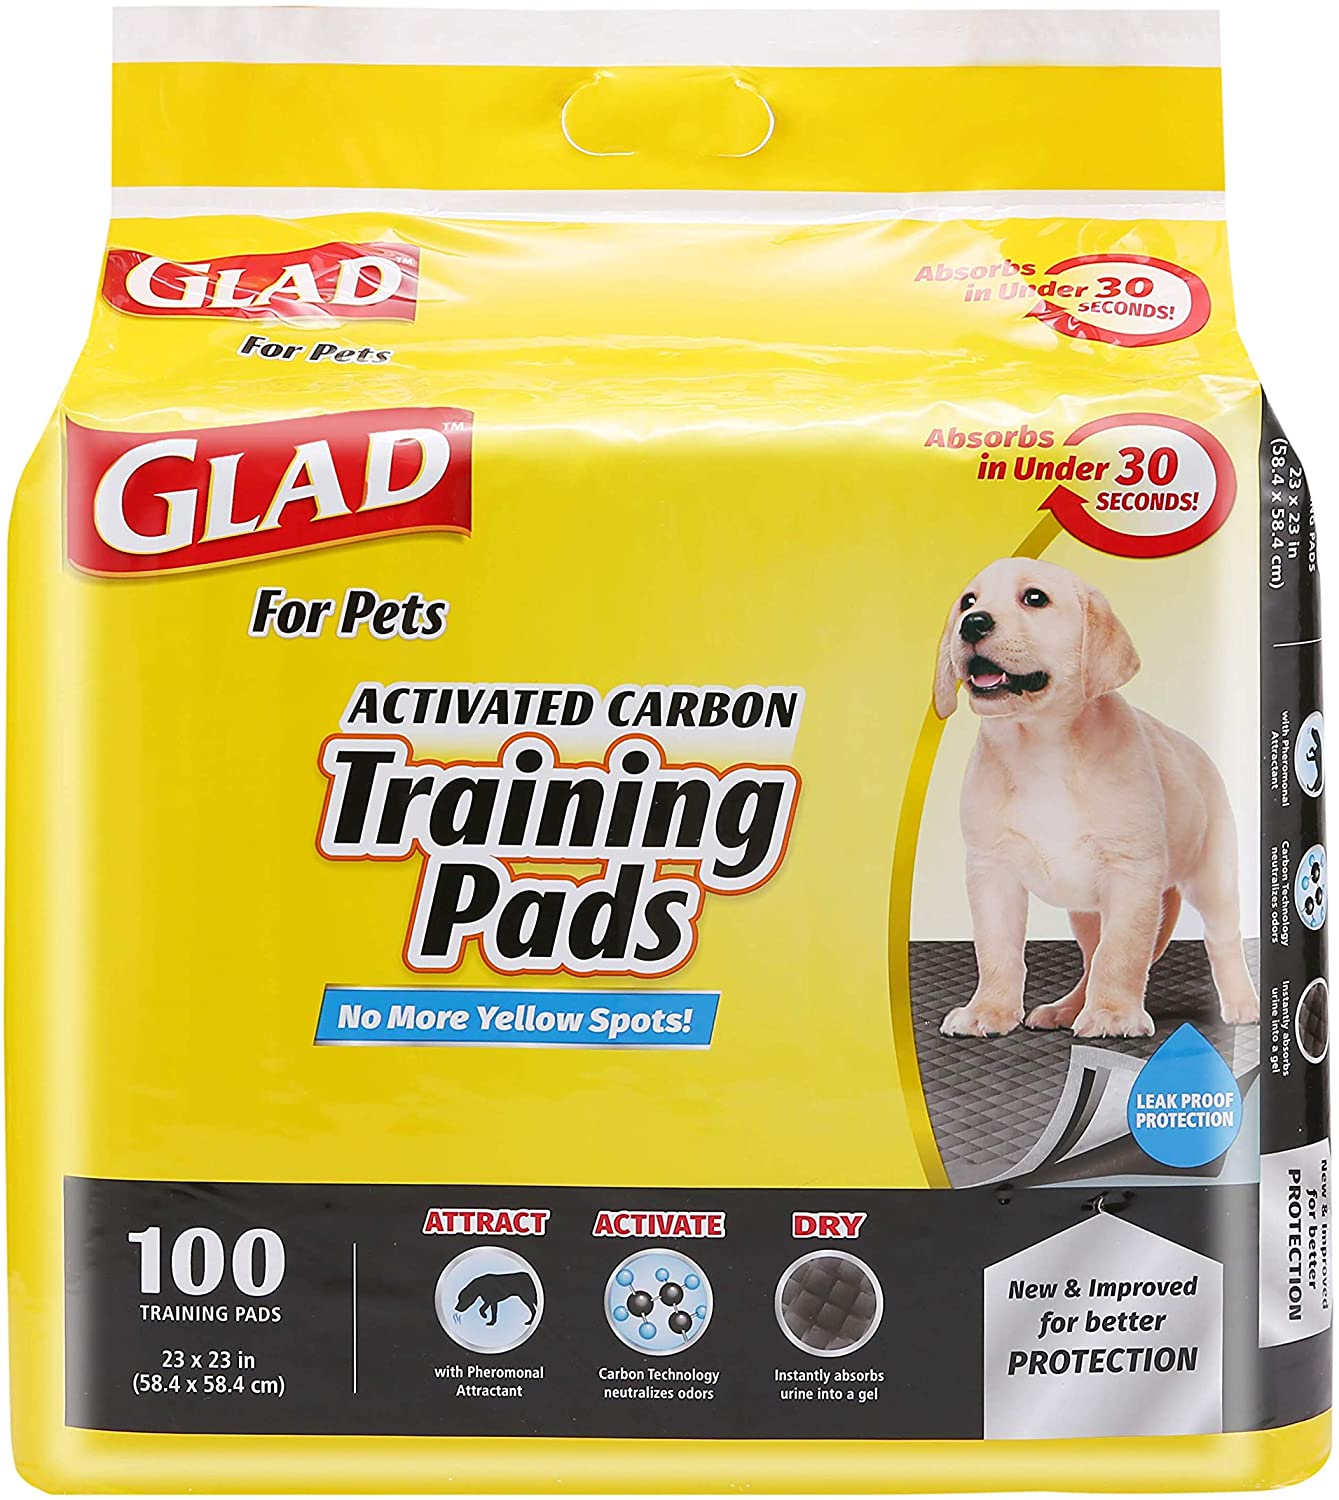 GLAD™
For Pets
Absorbs
in Under 30
SECONDS!
GLAD™
For Pets
Absorbs
in Under 30
SECONDS!
ACTIVATED CARBON
Training
Pads
No More Yellow Spots!
LEAK PROOF
PROTECTION
100
TRAINING PADS
23 x 23 in
(58.4 x 58.4 cm)
ATTRACT
with Pheromonal
Attractant
ACTIVATE
Carbon Technology
neutralizes odors
DRY
Instantly absorbs
urine into a gel
New & Improved
for better
PROTECTION
PADS
23 x 23 in
(58.4 x 58.4 cm)
with Pheromonal
Attractant
Carbon Technology
neutralizes odors
Instantly absorbs
urine into a gel
New & Improved
for better
PROTECTION